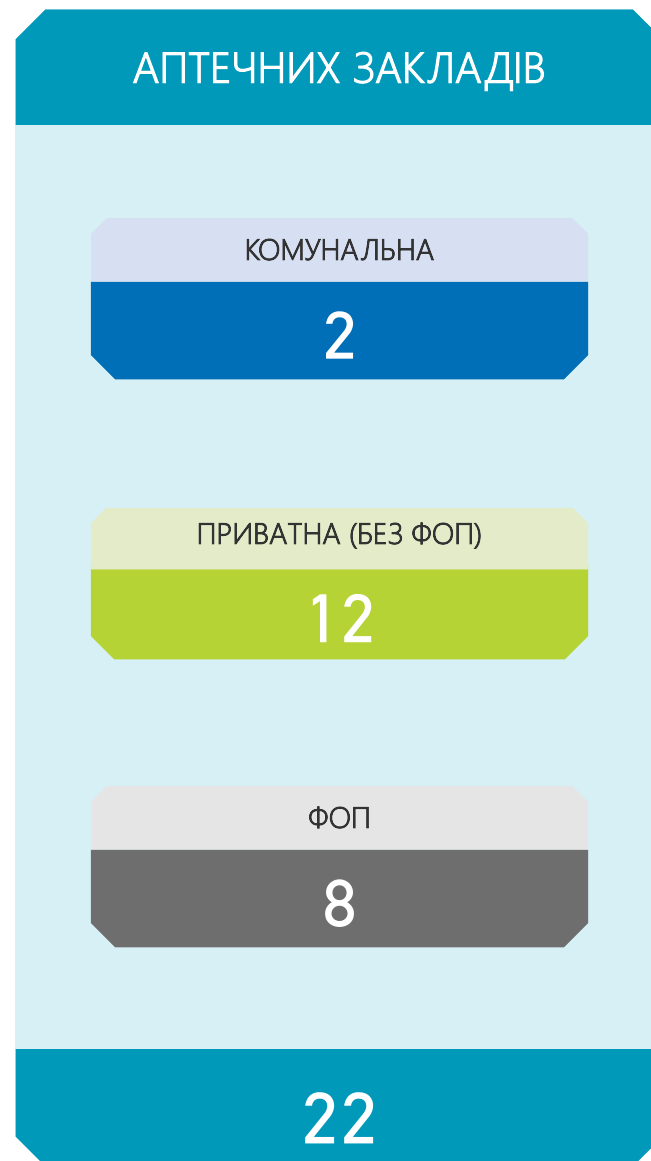 АПТЕЧНИХ ЗАКЛАДІВ
КОМУНАЛЬНА
2
ПРИВАТНА (БЕЗ ФОП)
12
ФОП
8
22